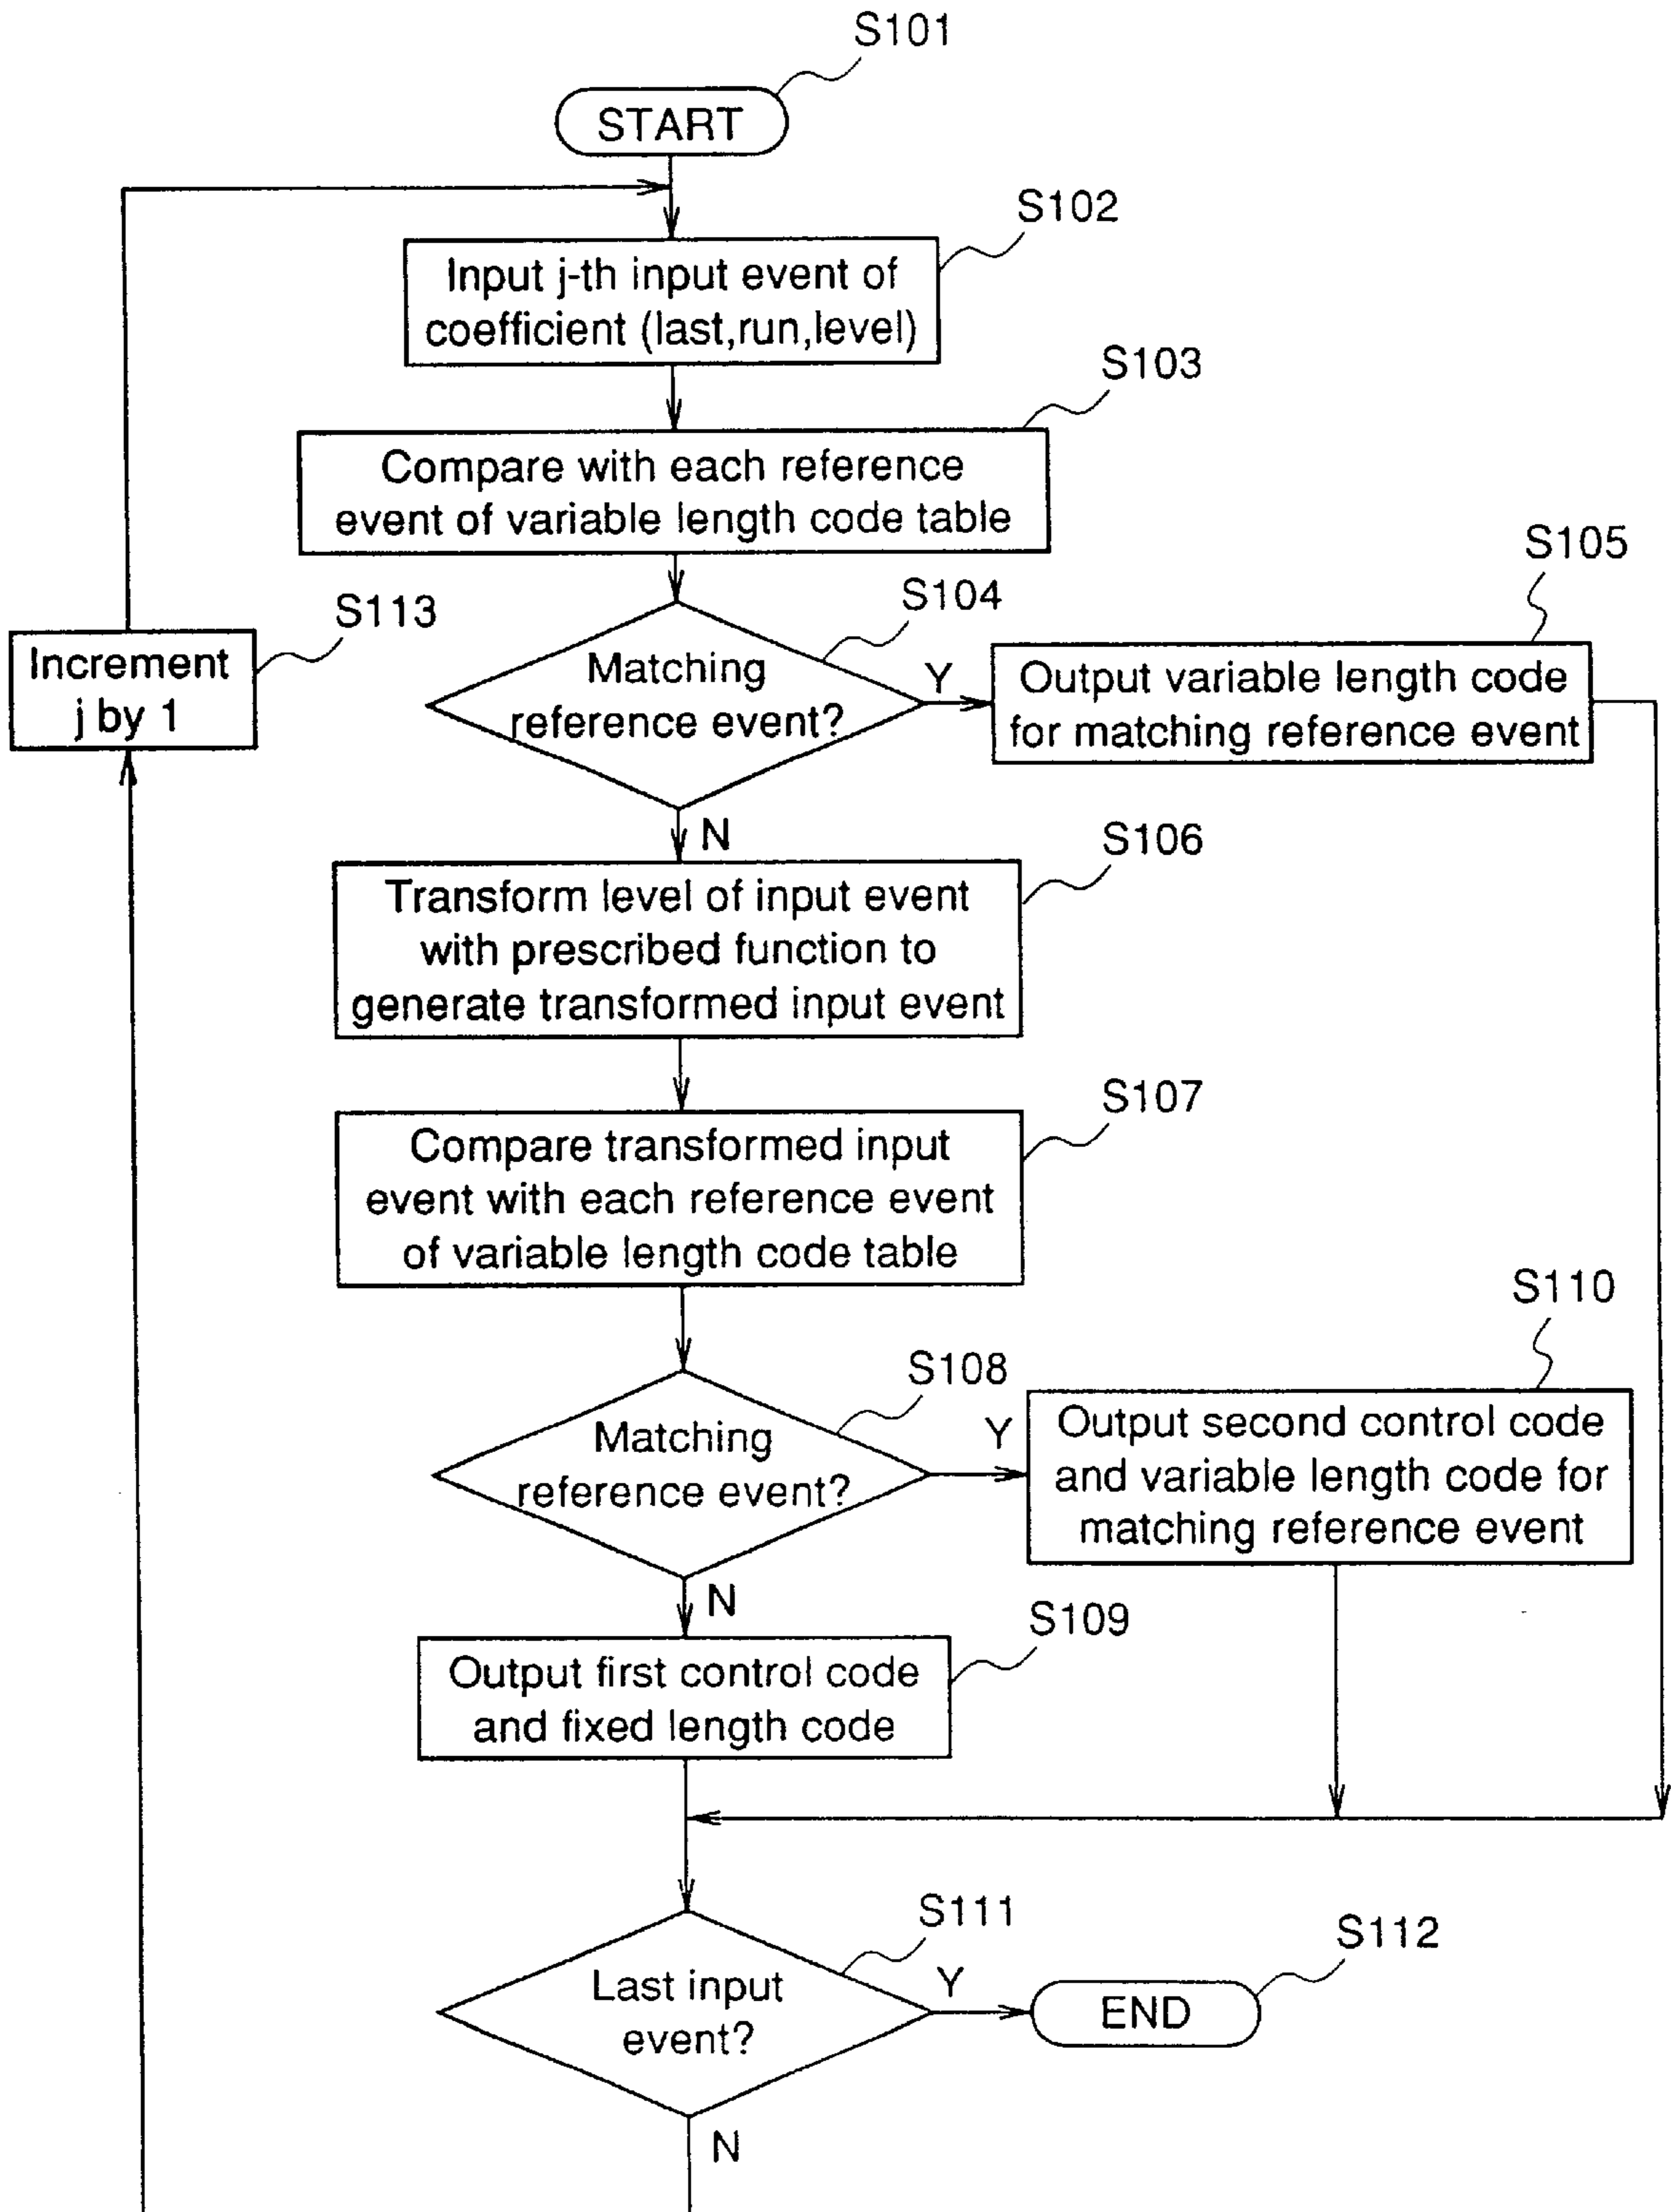 S101
START
S102
Input j-th input event of
coefficient (last,run,level)
S103
Compare with each reference
event of variable length code table
S105
S104
S113
Matching
reference event?
Y
Output variable length code
for matching reference event
Increment
j by 1
N
S106
Transform level of input event
with prescribed function to
generate transformed input event
S107
Compare transformed input
event with each reference event
of variable length code table
S110
S108
Matching
reference event?
Y
Output second control code
and variable length code for
matching reference event
N
S109
Output first control code
and fixed length code
S111
S112
Last input
event?
Y
END
N